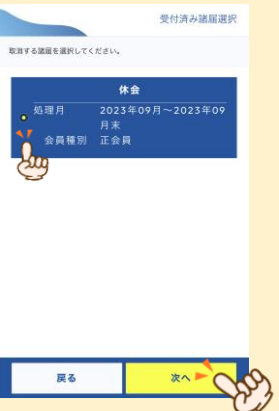 受付済み諸届選択
取消する諸届を選択してください。
休会
処理月 2023年09月～2023年09
月末
会員種別 正会員
戻る 次へ